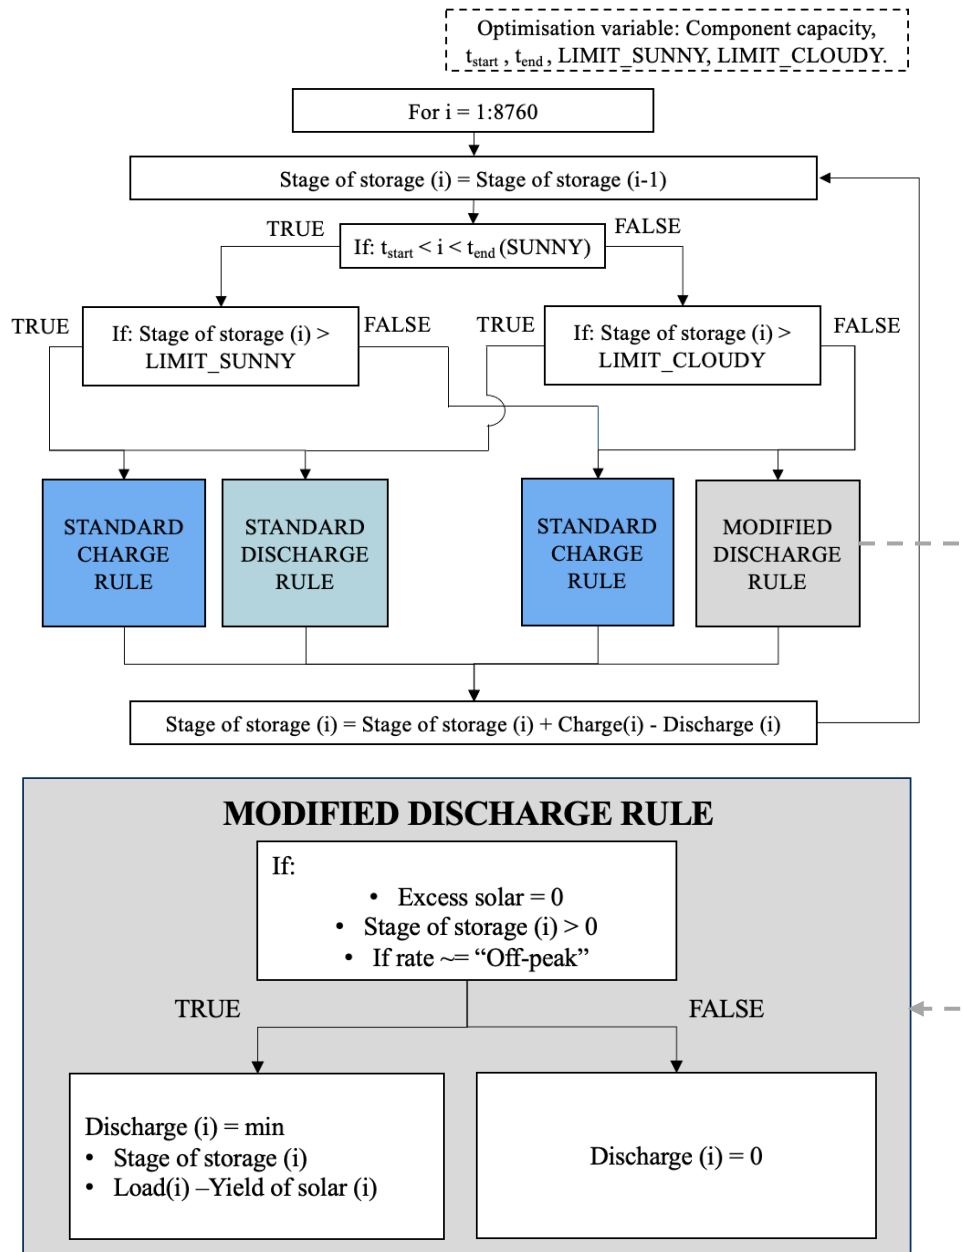 Optimisation variable: Component capacity,
t_start , t_end , LIMIT_SUNNY, LIMIT_CLOUDY.
For i = 1:8760
Stage of storage (i) = Stage of storage (i-1)
TRUE
FALSE
If: t_start < i < t_end (SUNNY)
TRUE
If: Stage of storage (i) >
LIMIT_SUNNY
FALSE
TRUE
If: Stage of storage (i) >
LIMIT_CLOUDY
FALSE
STANDARD
CHARGE
RULE
STANDARD
DISCHARGE
RULE
STANDARD
CHARGE
RULE
MODIFIED
DISCHARGE
RULE
Stage of storage (i) = Stage of storage (i) + Charge(i) - Discharge (i)
MODIFIED DISCHARGE RULE
If:
• Excess solar = 0
• Stage of storage (i) > 0
• If rate ~= “Off-peak”
TRUE
FALSE
Discharge (i) = min
• Stage of storage (i)
• Load(i) –Yield of solar (i)
Discharge (i) = 0